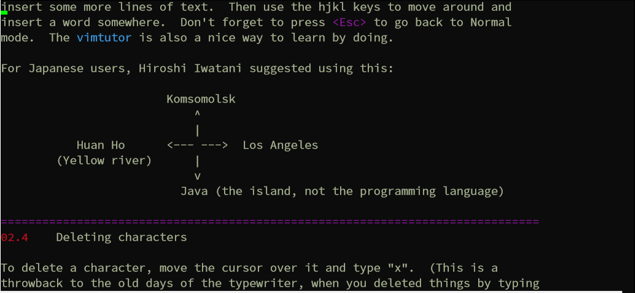 insert some more lines of text.  Then use the hjkl keys to move around and
insert a word somewhere.  Don't forget to press <Esc> to go back to Normal
mode.  The vimtutor is also a nice way to learn by doing.

For Japanese users, Hiroshi Iwatani suggested using this:

                        Komsomolsk
                            ^
                            |
           Huan Ho      <--- --->  Los Angeles
        (Yellow river)      |
                            v
                          Java (the island, not the programming language)

==============================================================================
02.4    Deleting characters

To delete a character, move the cursor over it and type "x".  (This is a
throwback to the old days of the typewriter, when you deleted things by typing